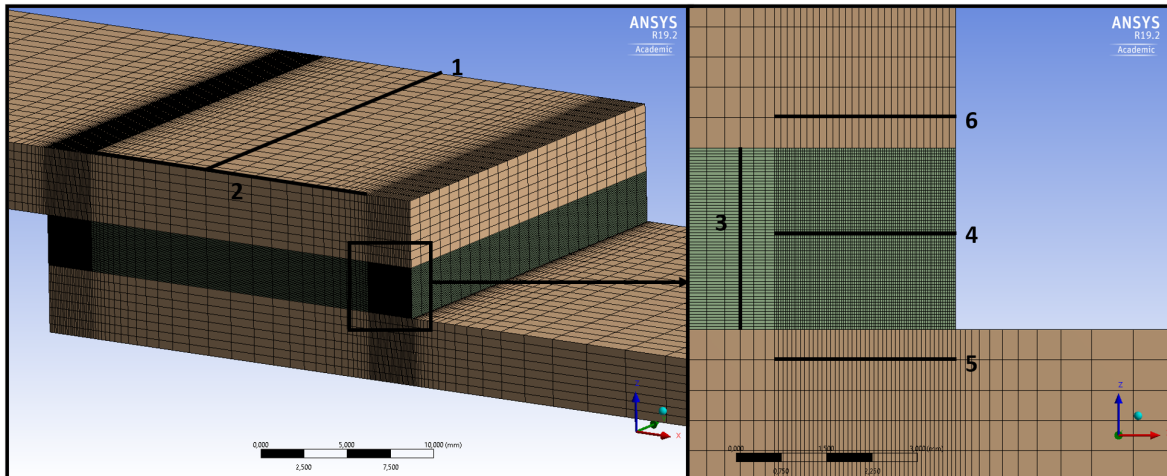 ANSYS
R19.2
Academic
1
2
0,000
5,000
10,000 (mm)
2,500
7,500
Z
X
ANSYS
R19.2
Academic
6
3
4
5
0,000
1,500
3,000 (mm)
0,750
2,250
Z